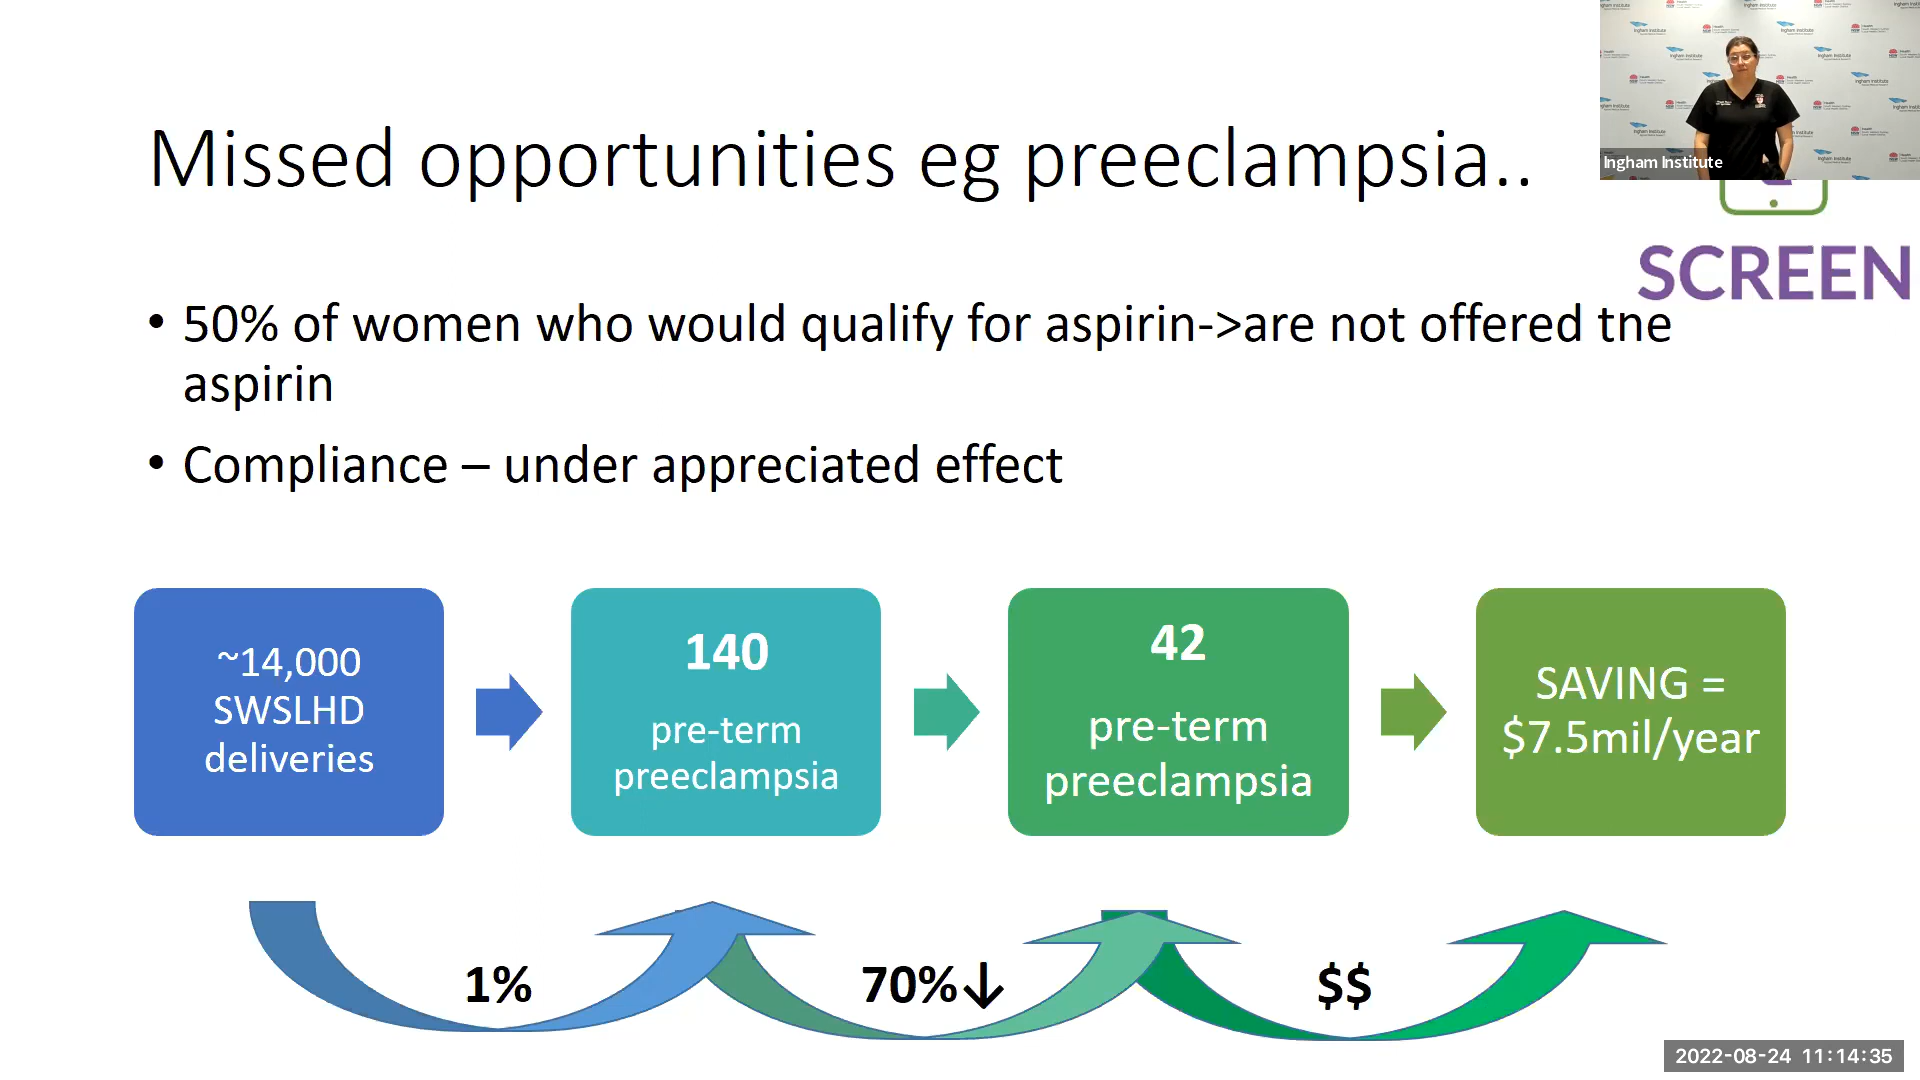 Missed opportunities eg preeclampsia..
Ingham Institute
SCREEN
• 50% of women who would qualify for aspirin->are not offered the
aspirin
• Compliance – under appreciated effect
~14,000
SWSLHD
deliveries
140
pre-term
preeclampsia
42
pre-term
preeclampsia
SAVING =
$7.5mil/year
1%
70%↓
$$
2022-08-24 11:14:35